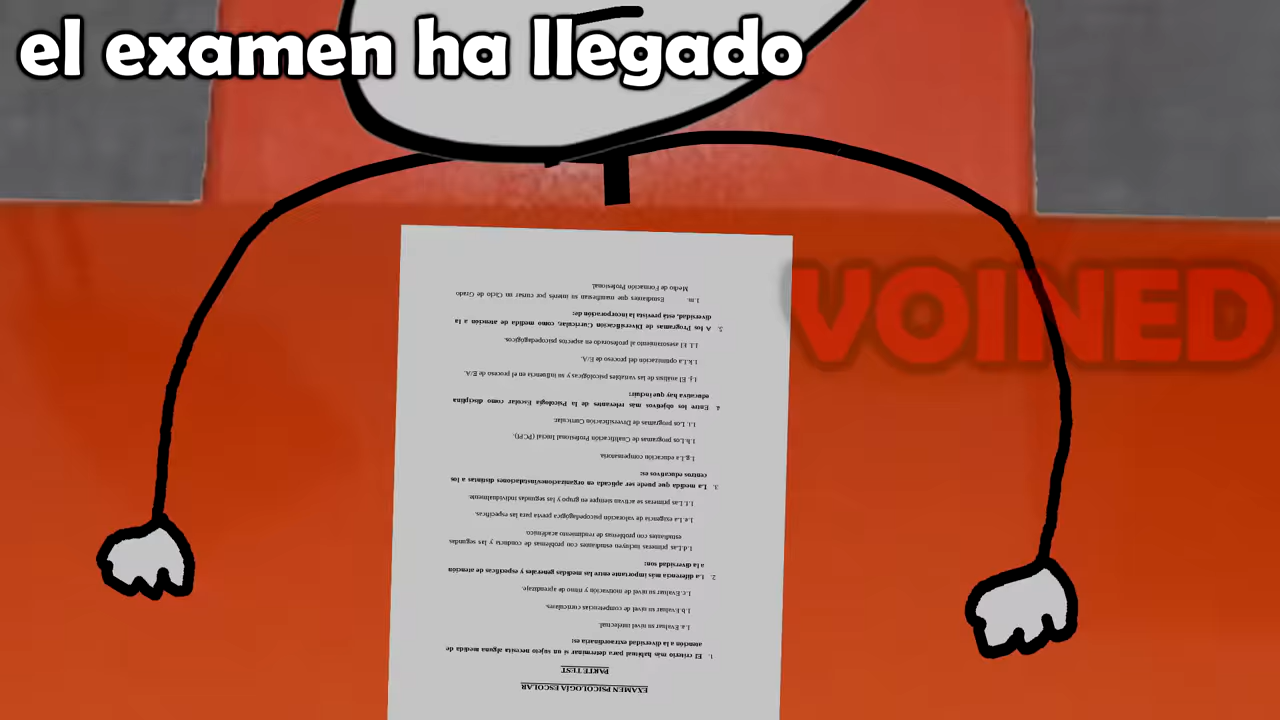 el examen ha llegado
VOINED
EXAMEN PSICOLOGÍA ESCOLAR
PARTE TEST
1. El criterio más habitual para determinar si un sujeto necesita alguna medida de
atención a la diversidad extraordinaria es:
1.a. Evaluar su nivel intelectual.
1.b. Evaluar su nivel de competencias curriculares.
1.c. Evaluar su nivel de motivación y ritmo de aprendizaje.
2. La diferencia más importante entre las medidas generales y específicas de atención
a la diversidad son:
1.d. Las primeras incluyen estudiantes con problemas de conducta y las segundas
estudiantes con problemas de rendimiento académico.
1.e. La exigencia de valoración psicopedagógica previa para las específicas.
1.f. Las primeras se activan siempre en grupo y las segundas individualmente.
3. La medida que puede ser aplicada en organizaciones/instalaciones distintas a los
centros educativos es:
1.g. La educación compensatoria.
1.h. Los programas de Cualificación Profesional Inicial (PCPI).
1.i. Los programas de Diversificación Curricular.
4. Entre los objetivos más relevantes de la Psicología Escolar como disciplina
educativa hay que incluir:
1.j. El análisis de las variables psicológicas y su influencia en el proceso de E/A.
1.k. La optimización del proceso de E/A.
1.l. El asesoramiento al profesorado en aspectos psicopedagógicos.
5. A los Programas de Diversificación Curricular, como medida de atención a la
diversidad, está prevista la incorporación de:
1.m. Estudiantes que manifiestan su interés por cursar un Ciclo de Grado
Medio de Formación Profesional.